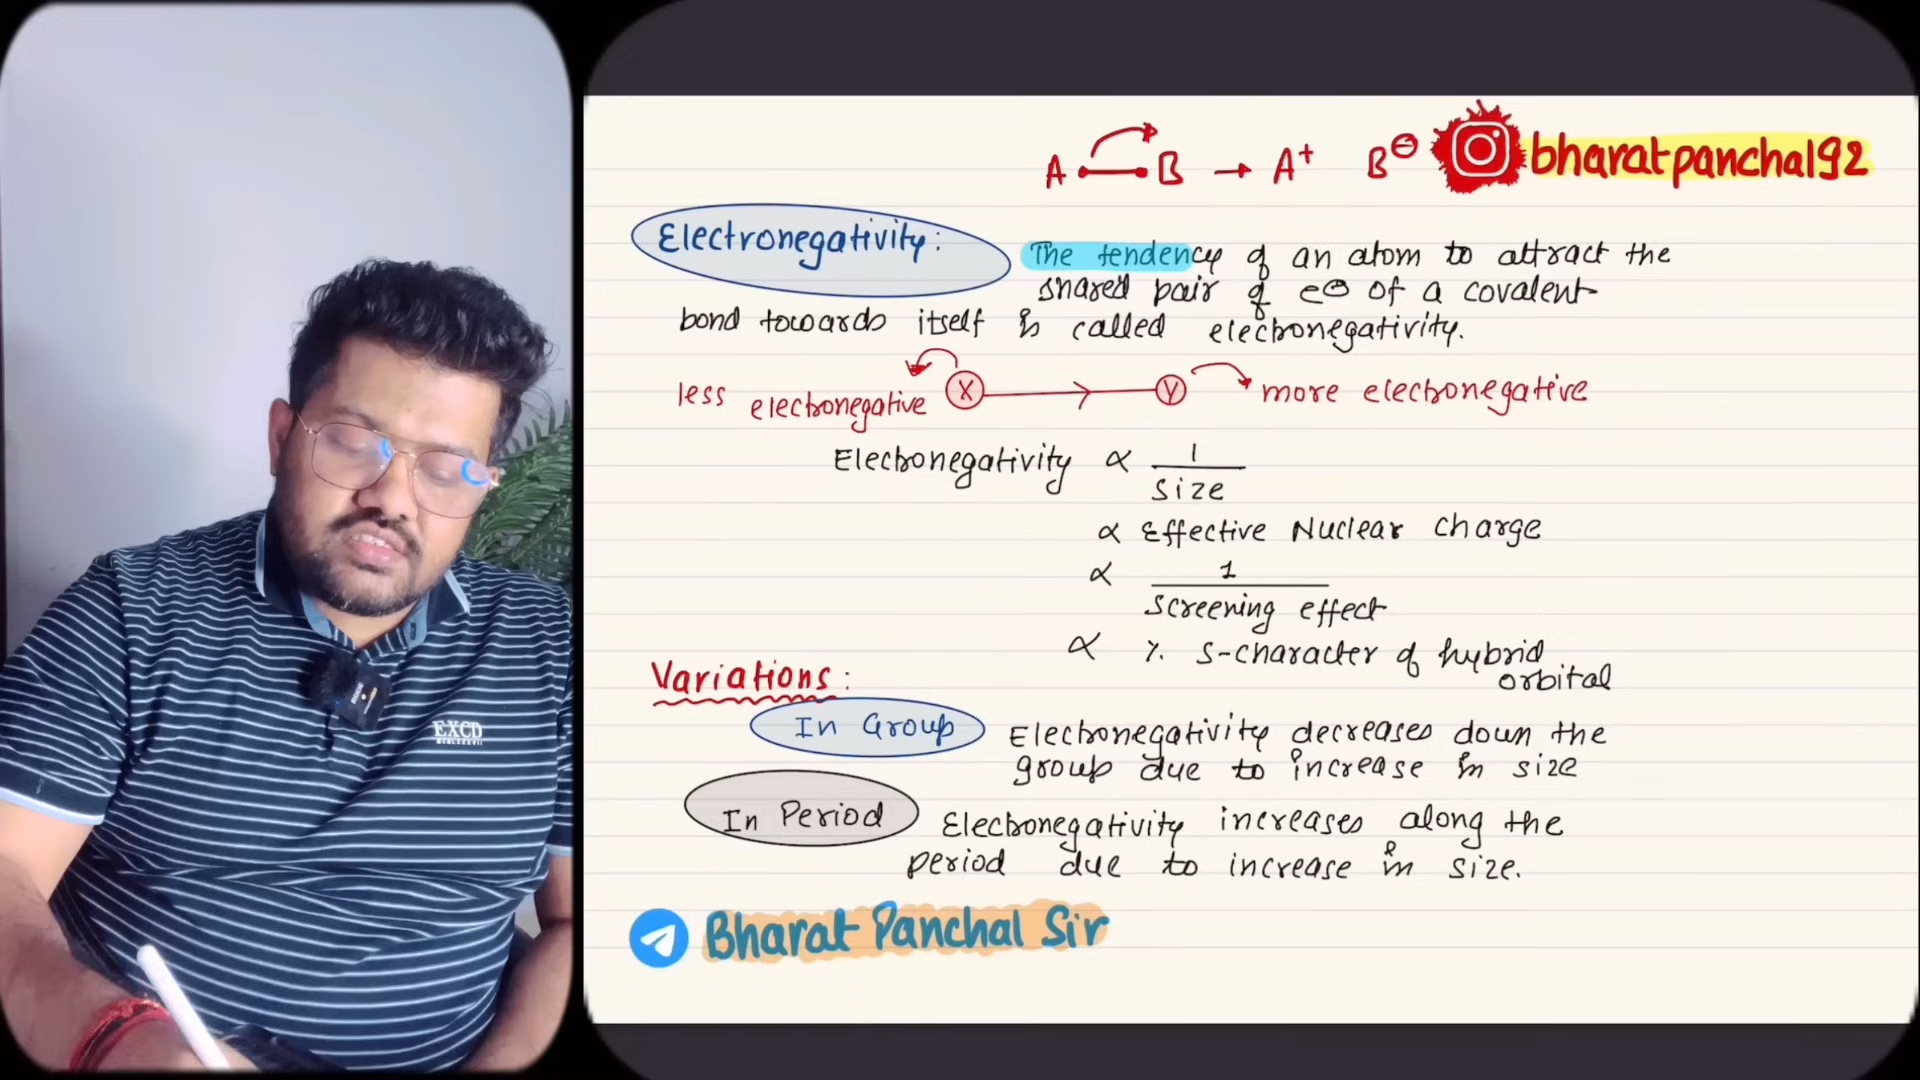 A B → A⁺ B⊖
bharatpanchal92
Electronegativity: The tendency of an atom to attract the
shared pair of e⊖ of a covalent
bond towards itself is called electronegativity.
less electronegative X Y more electronegative
Electronegativity ∝ 1/size
∝ Effective Nuclear charge
∝ 1/screening effect
∝ % s-character of hybrid
orbital
Variations:
In Group Electronegativity decreases down the
group due to increase in size
In Period Electronegativity increases along the
period due to increase in size.
Bharat Panchal Sir
EXCD